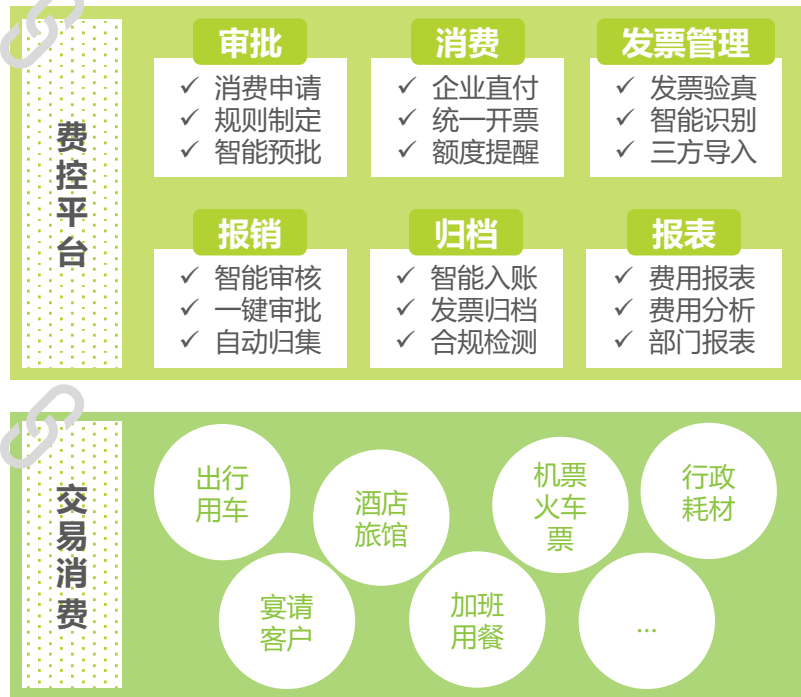 费控平台
审批
消费申请
规则制定
智能预批
消费
企业直付
统一开票
额度提醒
发票管理
发票验真
智能识别
三方导入
报销
智能审核
一键审批
自动归集
归档
智能入账
发票归档
合规检测
报表
费用报表
费用分析
部门报表
交易消费
出行
用车
酒店
旅馆
机票
火车
票
行政
耗材
宴请
客户
加班
用餐
...